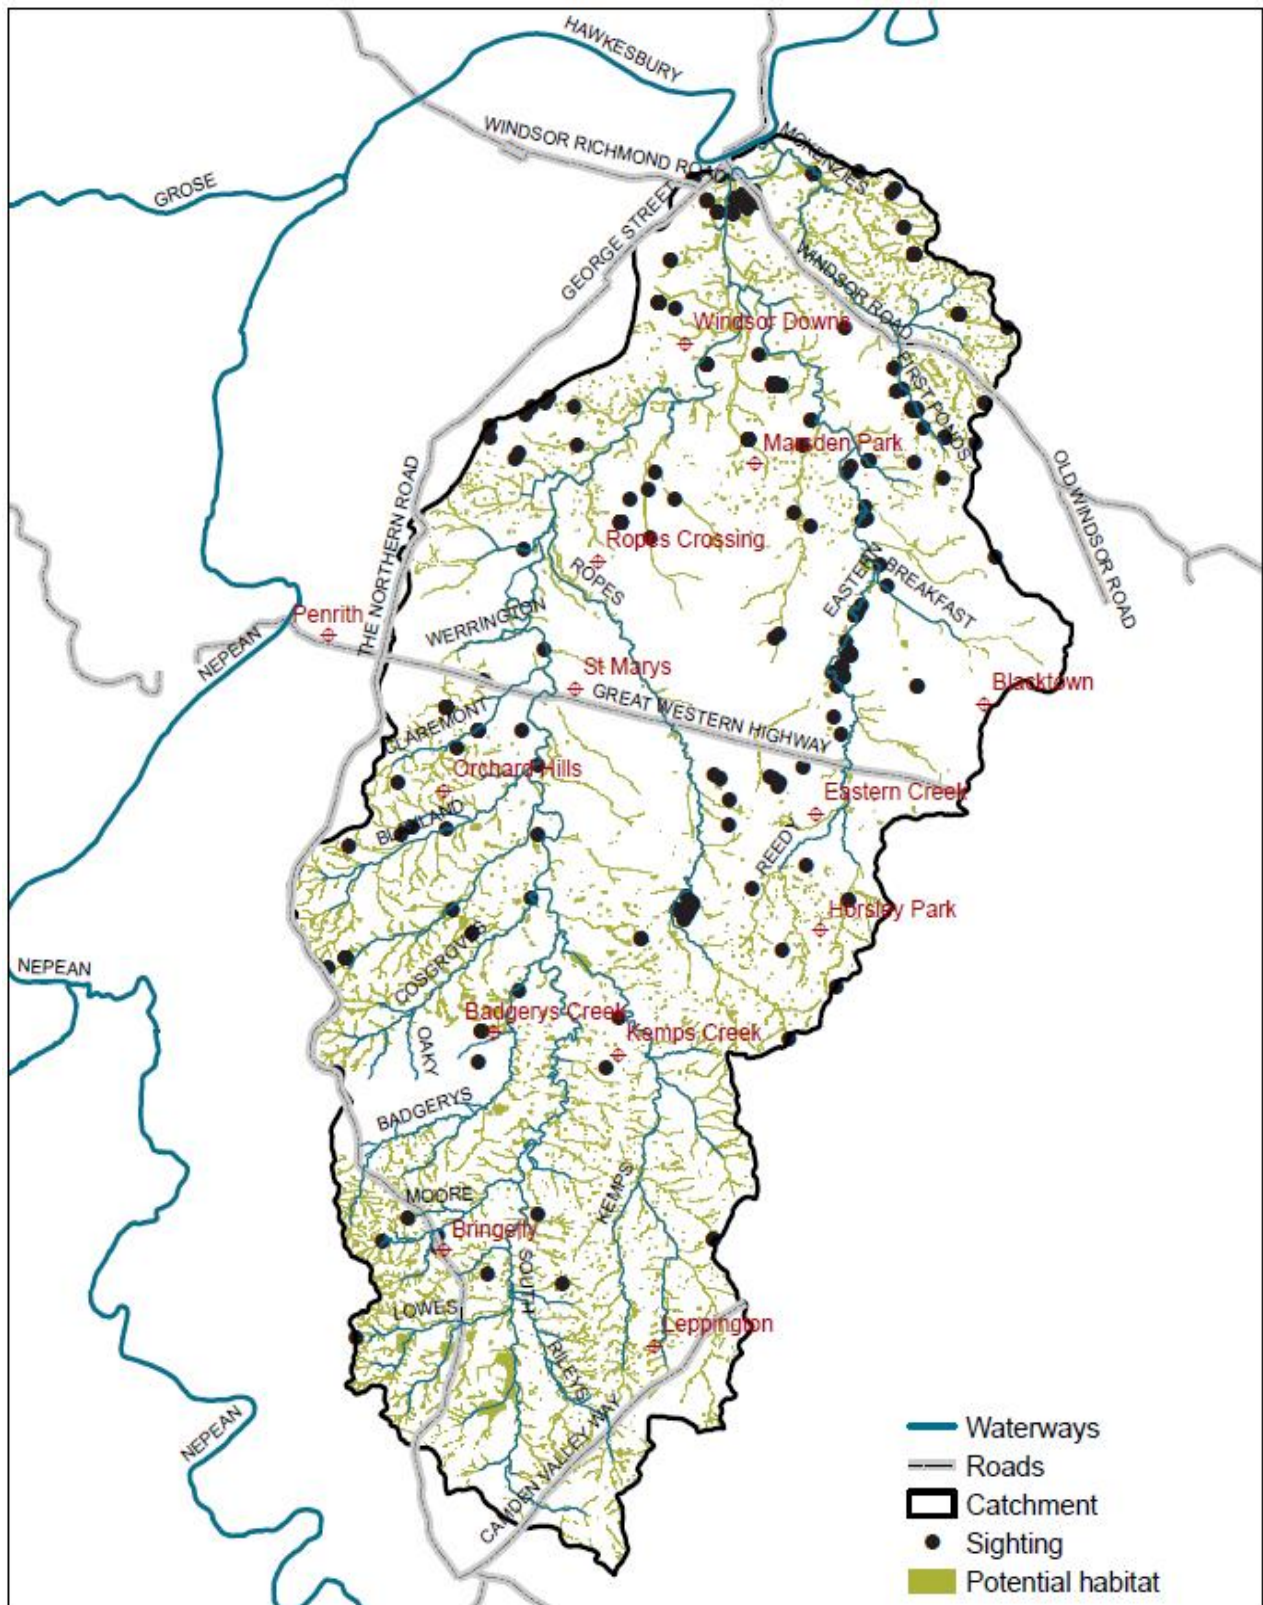 HAWKESBURY
WINDSOR RICHMOND ROAD
MCKENZIES
GROSE
GEORGE STREET
WINDSOR ROAD
Windsor Downs
FIRST PONDS
Marsden Park
OLD WINDSOR ROAD
THE NORTHERN ROAD
Ropes Crossing
ROPES
EASTERN
BREAKFAST
WERRINGTON
Penrith
NEPEAN
St Marys
Blacktown
GREAT WESTERN HIGHWAY
CLAREMONT
Orchard Hills
Eastern Creek
BLAXLAND
REEDY
Horsley Park
COSGROVES
NEPEAN
Badgerys Creek
Kemps Creek
OAKY
BADGERYS
KEMPS
MOORE
Bringelly
SOUTH
LOWES
Leppington
RILEYS
NEPEAN
CAMDEN VALLEY WAY
Waterways
Roads
Catchment
Sighting
Potential habitat